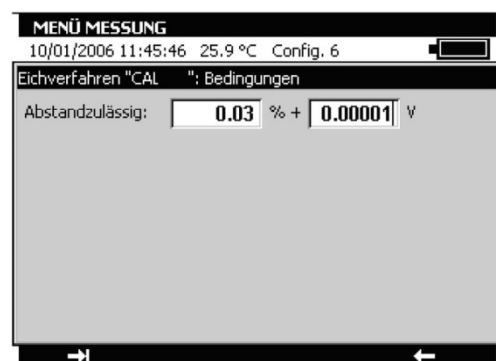 MENÜ MESSUNG
10/01/2006 11:45:46 25.9 °C Config. 6
Eichverfahren "CAL ": Bedingungen
Abstandzulässig: 0.03 % + 0.00001 V